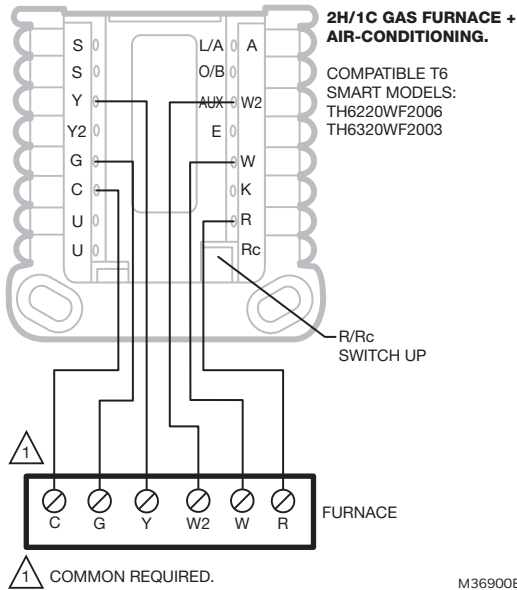 2H/1C GAS FURNACE +
AIR-CONDITIONING.
COMPATIBLE T6
SMART MODELS:
TH6220WF2006
TH6320WF2003
S L/A A
S O/B
Y AUX W2
Y2 E
G W
C K
U R
U Rc
R/Rc
SWITCH UP
1
C G Y W2 W R
FURNACE
1 COMMON REQUIRED.
M36900B